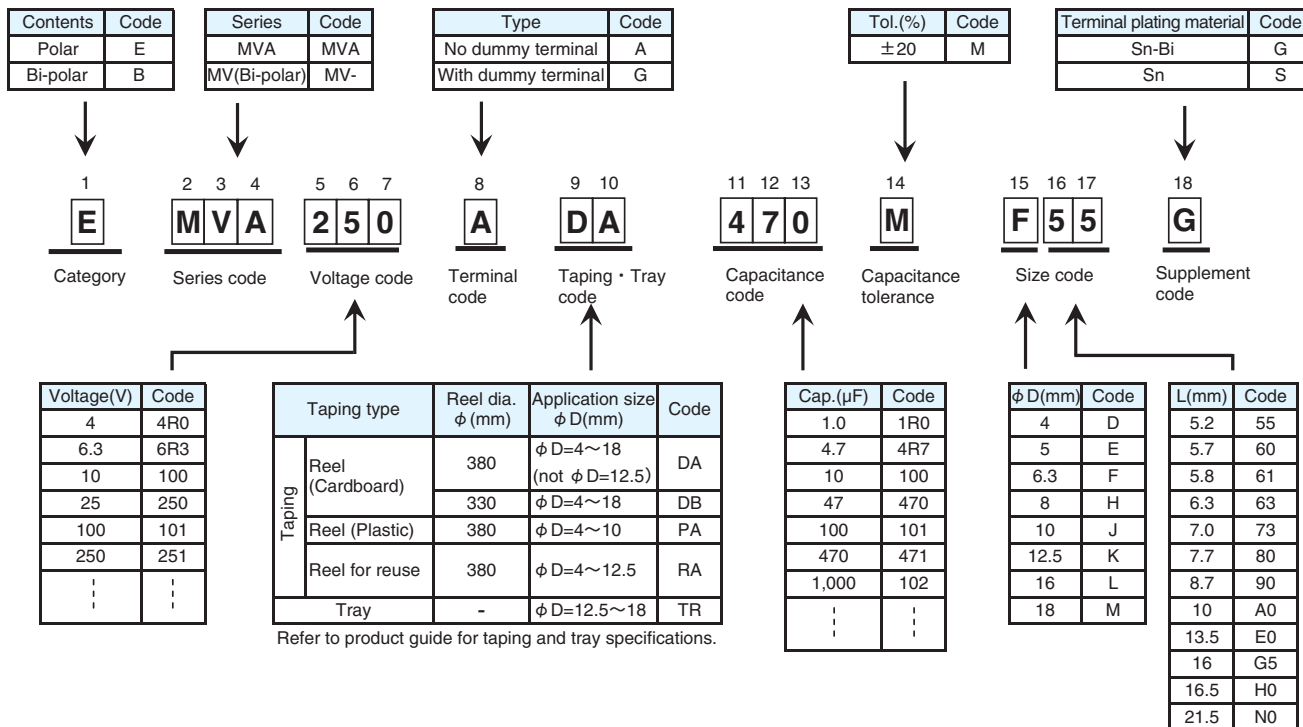 Contents Code
Polar E
Bi-polar B
Series Code
MVA MVA
MV(Bi-polar) MV-
Type Code
No dummy terminal A
With dummy terminal G
Tol.(%) Code
±20 M
Terminal plating material Code
Sn-Bi G
Sn S
1 2 3 4 5 6 7 8 9 10 11 12 13 14 15 16 17 18
E M V A 2 5 0 A D A 4 7 0 M F 5 5 G
Category
Series code
Voltage code
Terminal
code
Taping・Tray
code
Capacitance
code
Capacitance
tolerance
Size code
Supplement
code
Voltage(V) Code
4 4R0
6.3 6R3
10 100
25 250
100 101
250 251
Taping type Reel dia. φ(mm) Application size φD(mm) Code
Taping
Reel (Cardboard) 380 φD=4～18 (not φD=12.5) DA
330 φD=4～18 DB
Reel (Plastic) 380 φD=4～10 PA
Reel for reuse 380 φD=4～12.5 RA
Tray - φD=12.5～18 TR
Refer to product guide for taping and tray specifications.
Cap.(µF) Code
1.0 1R0
4.7 4R7
10 100
47 470
100 101
470 471
1,000 102
φD(mm) Code
4 D
5 E
6.3 F
8 H
10 J
12.5 K
16 L
18 M
L(mm) Code
5.2 55
5.7 60
5.8 61
6.3 63
7.0 73
7.7 80
8.7 90
10 A0
13.5 E0
16 G5
16.5 H0
21.5 N0